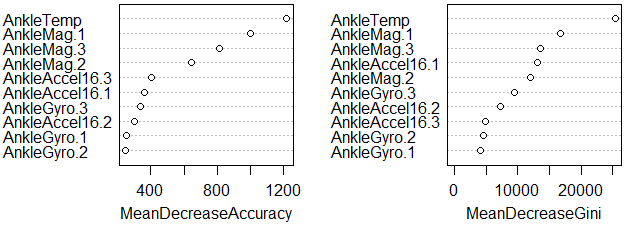 AnkleTemp
AnkleMag.1
AnkleMag.3
AnkleMag.2
AnkleAccel16.3
AnkleAccel16.1
AnkleGyro.3
AnkleAccel16.2
AnkleGyro.1
AnkleGyro.2
400 800 1200
MeanDecreaseAccuracy
AnkleTemp
AnkleMag.1
AnkleMag.3
AnkleAccel16.1
AnkleMag.2
AnkleGyro.3
AnkleAccel16.2
AnkleAccel16.3
AnkleGyro.2
AnkleGyro.1
0 10000 20000
MeanDecreaseGini